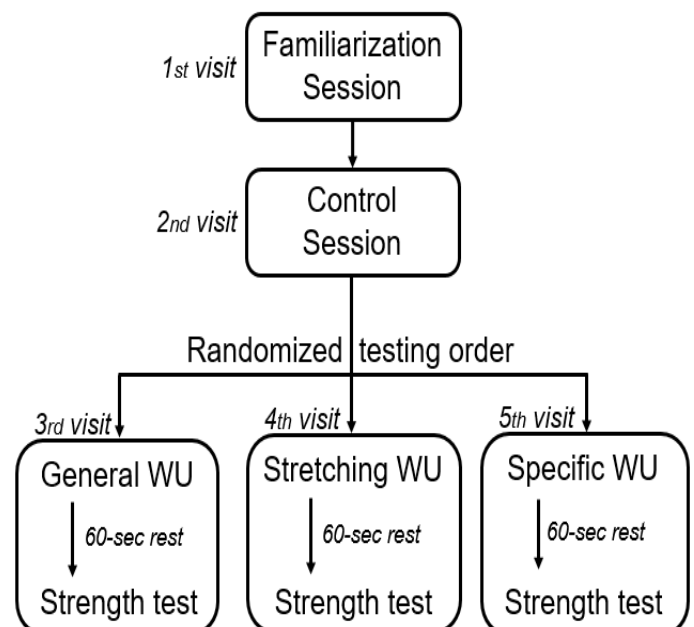 Familiarization
Session
1st visit
Control
Session
2nd visit
Randomized testing order
3rd visit
General WU
60-sec rest
Strength test
4th visit
Stretching WU
60-sec rest
Strength test
5th visit
Specific WU
60-sec rest
Strength test